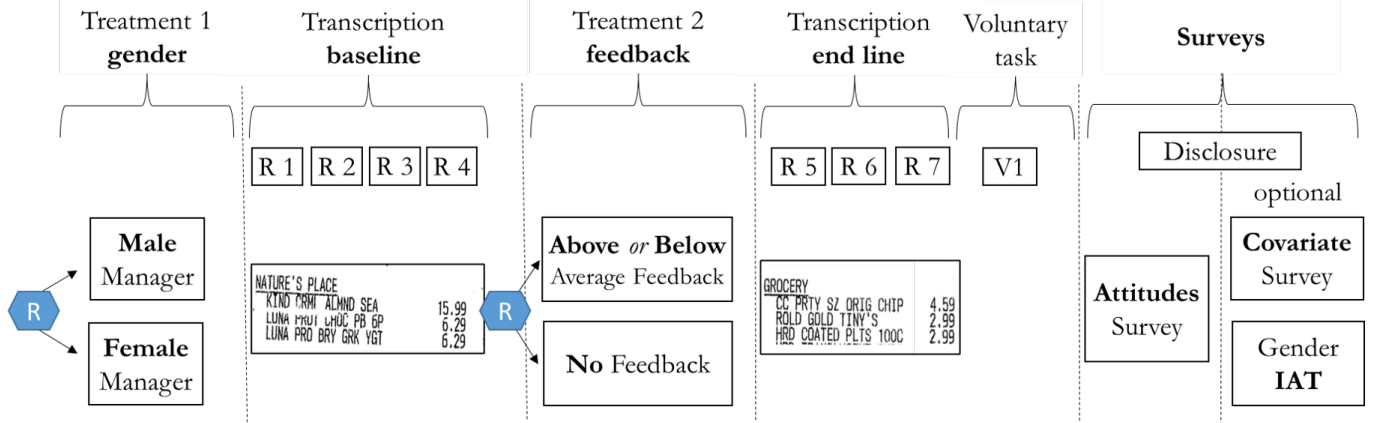 Treatment 1
gender
Transcription
baseline
Treatment 2
feedback
Transcription
end line
Voluntary
task
Surveys
R 1
R 2
R 3
R 4
R 5
R 6
R 7
V1
Disclosure
optional
R
Male
Manager
Female
Manager
NATURE'S PLACE
KIND CRML ALMND SEA 15.99
LUNA CHOC PB 6P 6.29
LUNA PRO BRY GRK YGT 6.29
R
Above or Below
Average Feedback
No Feedback
GROCERY
CC PRTY SZ ORIG CHIP 4.59
ROLD GOLD TINY'S 2.99
HRD COATED PLTS 100C 2.99
Attitudes
Survey
Covariate
Survey
Gender
IAT